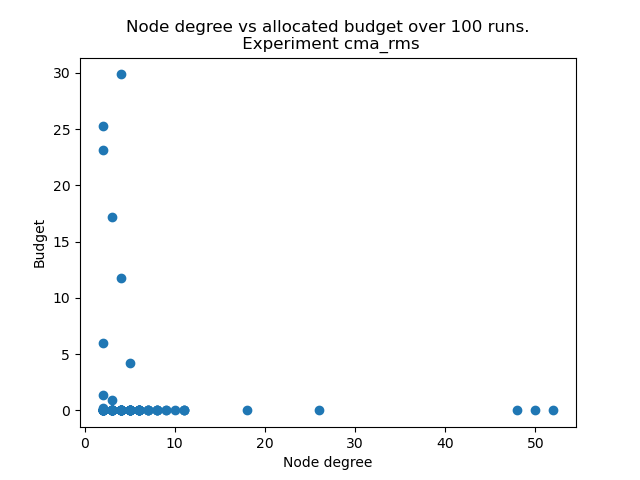 Node degree vs allocated budget over 100 runs.
Experiment cma_rms
30
25
20
15
10
5
0
Budget
0 10 20 30 40 50
Node degree